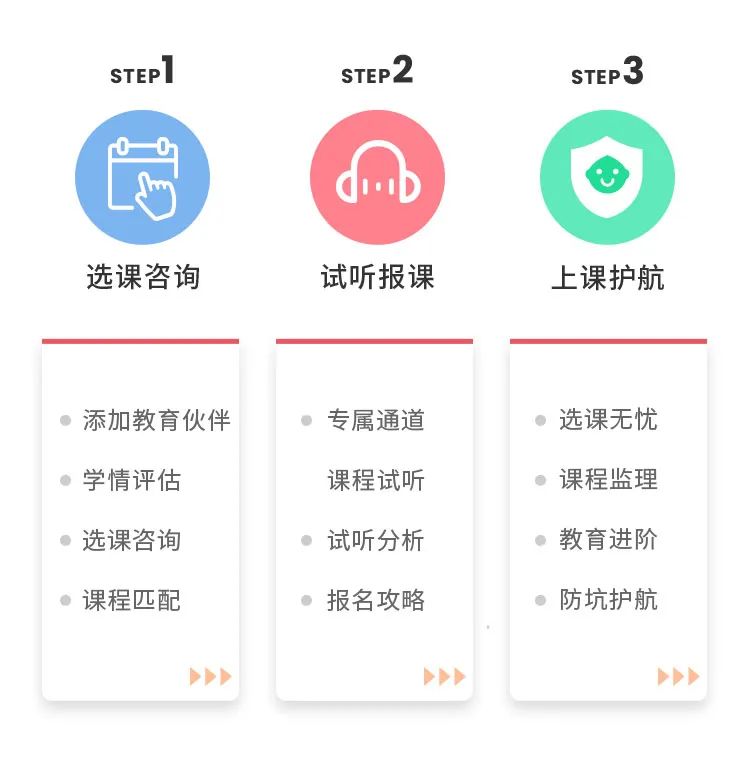 STEP1
选课咨询
添加教育伙伴
学情评估
选课咨询
课程匹配
STEP2
试听报课
专属通道
课程试听
试听分析
报名攻略
STEP3
上课护航
选课无忧
课程监理
教育进阶
防坑护航